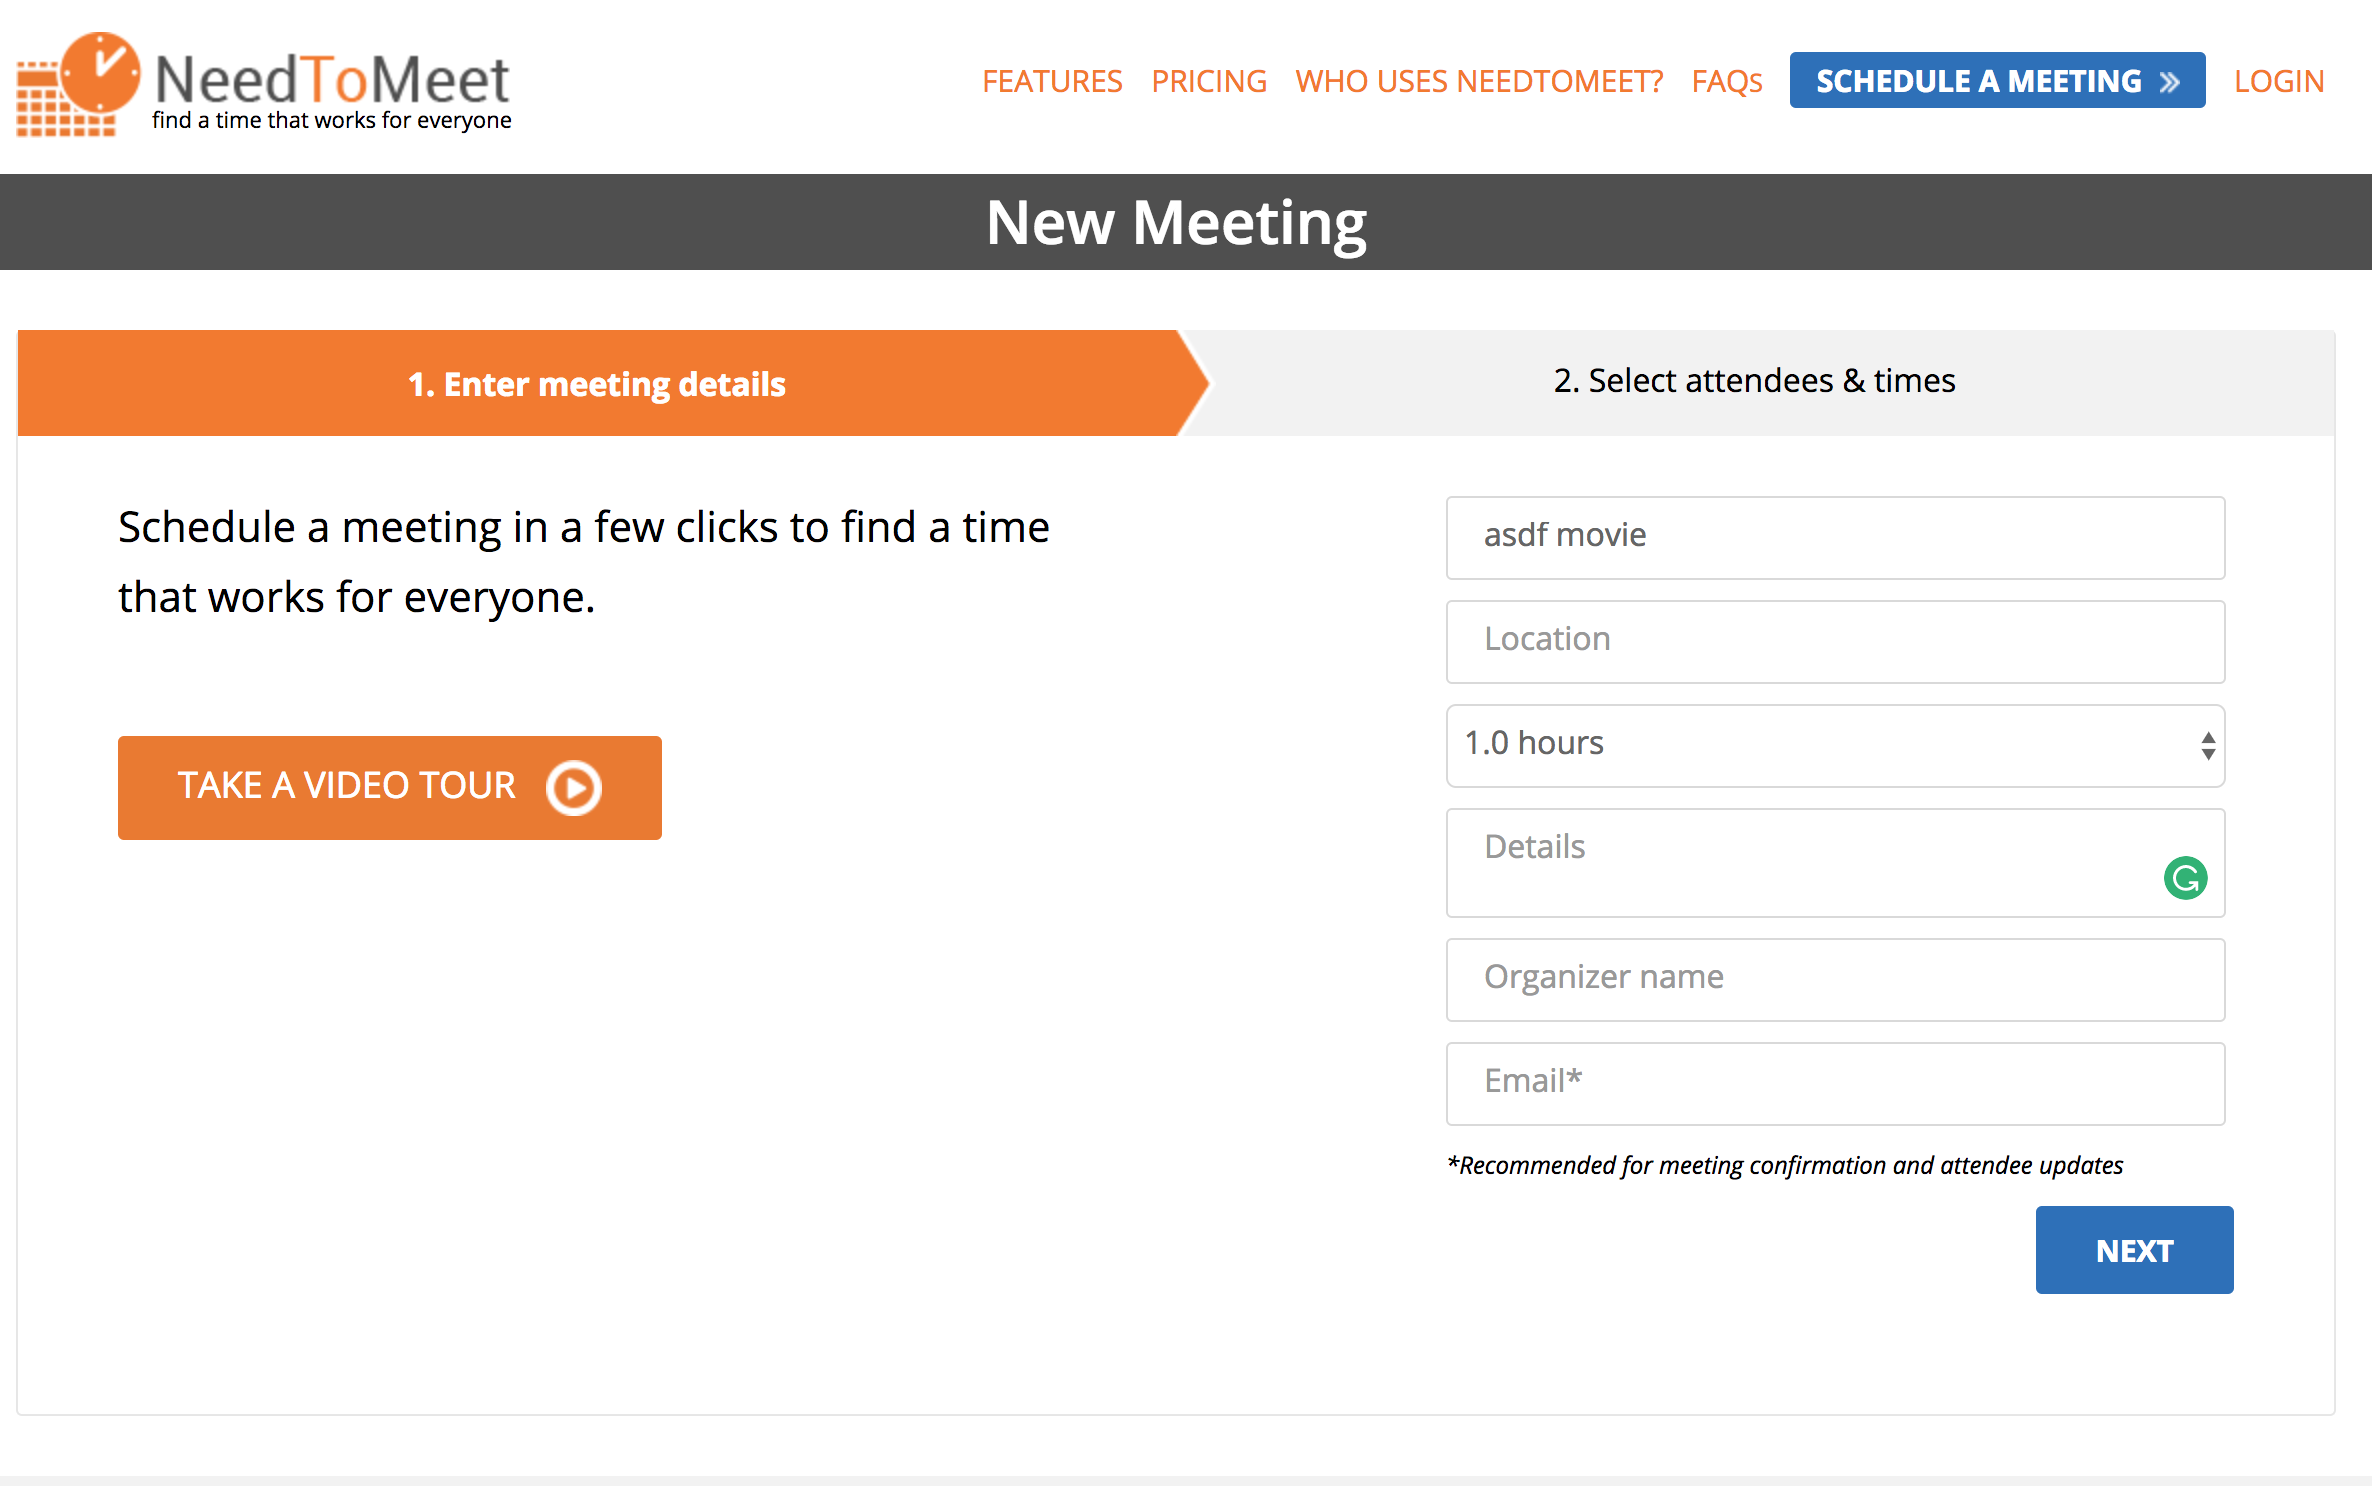 NeedToMeet
find a time that works for everyone
FEATURES PRICING WHO USES NEEDTOMEET? FAQs SCHEDULE A MEETING » LOGIN
New Meeting
1. Enter meeting details
2. Select attendees & times
Schedule a meeting in a few clicks to find a time
that works for everyone.
TAKE A VIDEO TOUR
asdf movie
Location
1.0 hours
Details
Organizer name
Email*
*Recommended for meeting confirmation and attendee updates
NEXT